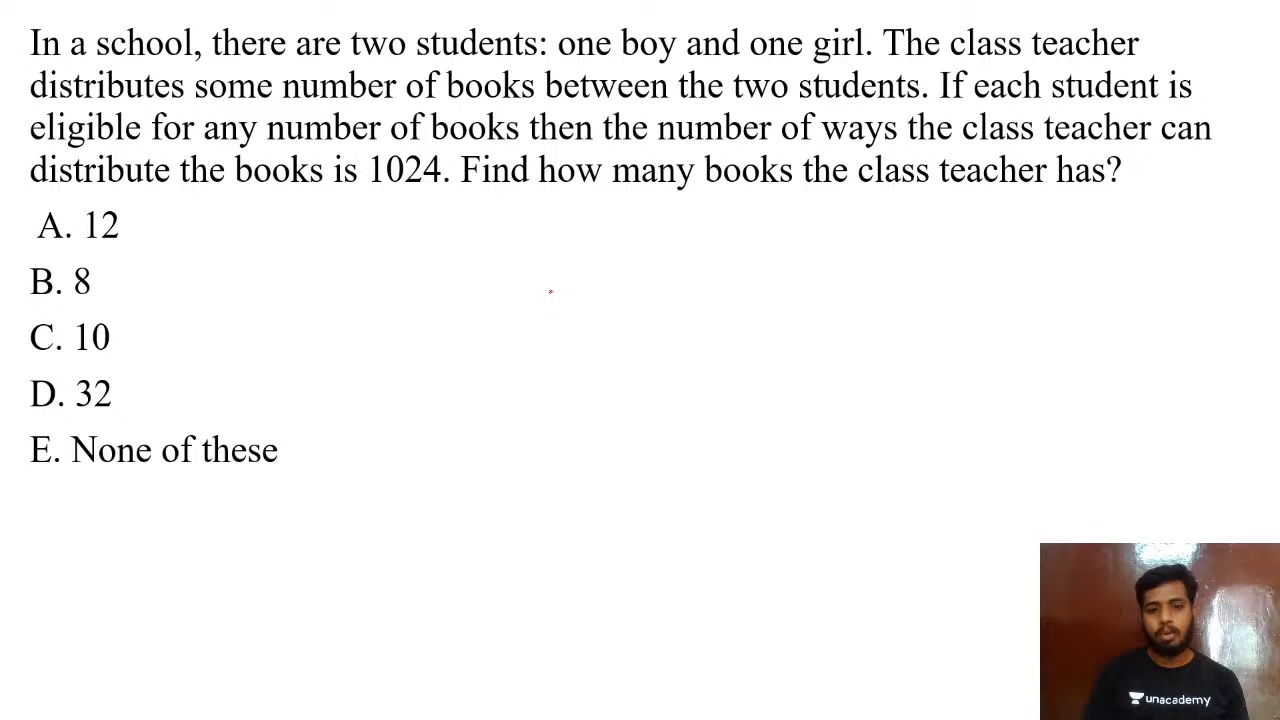 In a school, there are two students: one boy and one girl. The class teacher
distributes some number of books between the two students. If each student is
eligible for any number of books then the number of ways the class teacher can
distribute the books is 1024. Find how many books the class teacher has?
A. 12
B. 8
C. 10
D. 32
E. None of these
unacademy